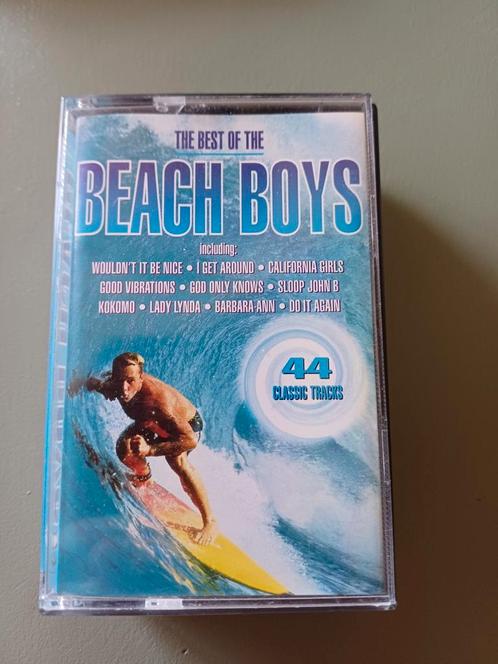 THE BEST OF THE
BEACH BOYS
including:
WOULDN'T IT BE NICE • I GET AROUND • CALIFORNIA GIRLS
GOOD VIBRATIONS • GOD ONLY KNOWS • SLOOP JOHN B
KOKOMO • LADY LYNDA • BARBARA-ANN • DO IT AGAIN
44
CLASSIC TRACKS